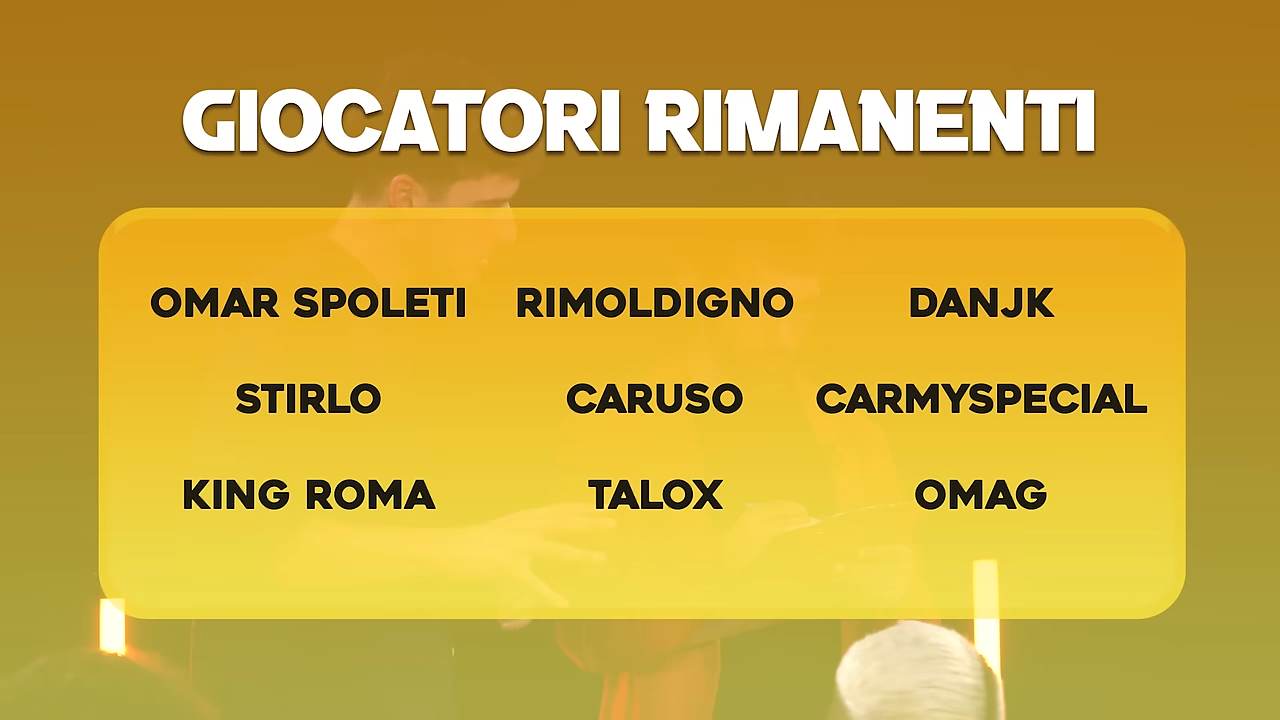 GIOCATORI RIMANENTI
OMAR SPOLETI RIMOLDIGNO DANJK
STIRLO CARUSO CARMYSPECIAL
KING ROMA TALOX OMAG